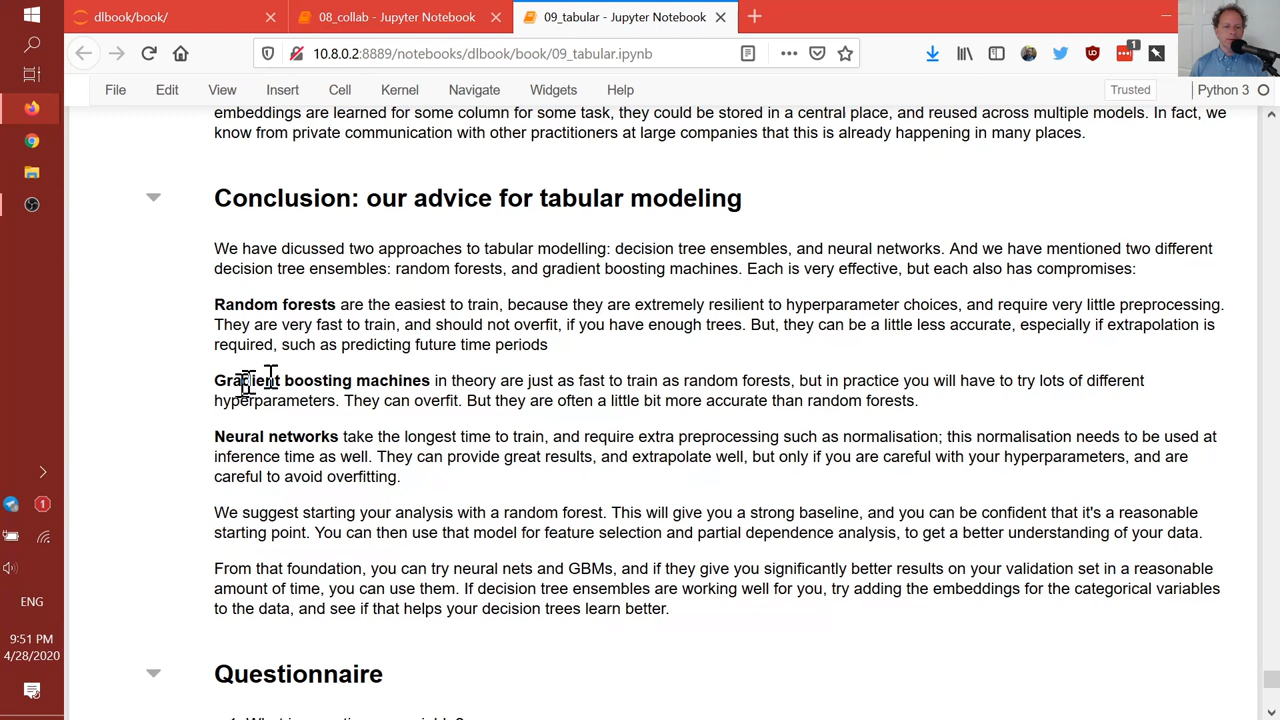 dlbook/book/
08_collab - Jupyter Notebook
09_tabular - Jupyter Notebook
10.8.0.2:8889/notebooks/dlbook/book/09_tabular.ipynb
1
File Edit View Insert Cell Kernel Navigate Widgets Help
Trusted
Python 3
embeddings are learned for some column for some task, they could be stored in a central place, and reused across multiple models. In fact, we
know from private communication with other practitioners at large companies that this is already happening in many places.
Conclusion: our advice for tabular modeling
We have dicussed two approaches to tabular modelling: decision tree ensembles, and neural networks. And we have mentioned two different
decision tree ensembles: random forests, and gradient boosting machines. Each is very effective, but each also has compromises:
Random forests are the easiest to train, because they are extremely resilient to hyperparameter choices, and require very little preprocessing.
They are very fast to train, and should not overfit, if you have enough trees. But, they can be a little less accurate, especially if extrapolation is
required, such as predicting future time periods
Gradient boosting machines in theory are just as fast to train as random forests, but in practice you will have to try lots of different
hyperparameters. They can overfit. But they are often a little bit more accurate than random forests.
Neural networks take the longest time to train, and require extra preprocessing such as normalisation; this normalisation needs to be used at
inference time as well. They can provide great results, and extrapolate well, but only if you are careful with your hyperparameters, and are
careful to avoid overfitting.
We suggest starting your analysis with a random forest. This will give you a strong baseline, and you can be confident that it's a reasonable
starting point. You can then use that model for feature selection and partial dependence analysis, to get a better understanding of your data.
From that foundation, you can try neural nets and GBMs, and if they give you significantly better results on your validation set in a reasonable
amount of time, you can use them. If decision tree ensembles are working well for you, try adding the embeddings for the categorical variables
to the data, and see if that helps your decision trees learn better.
Questionnaire
1
ENG
9:51 PM
4/28/2020